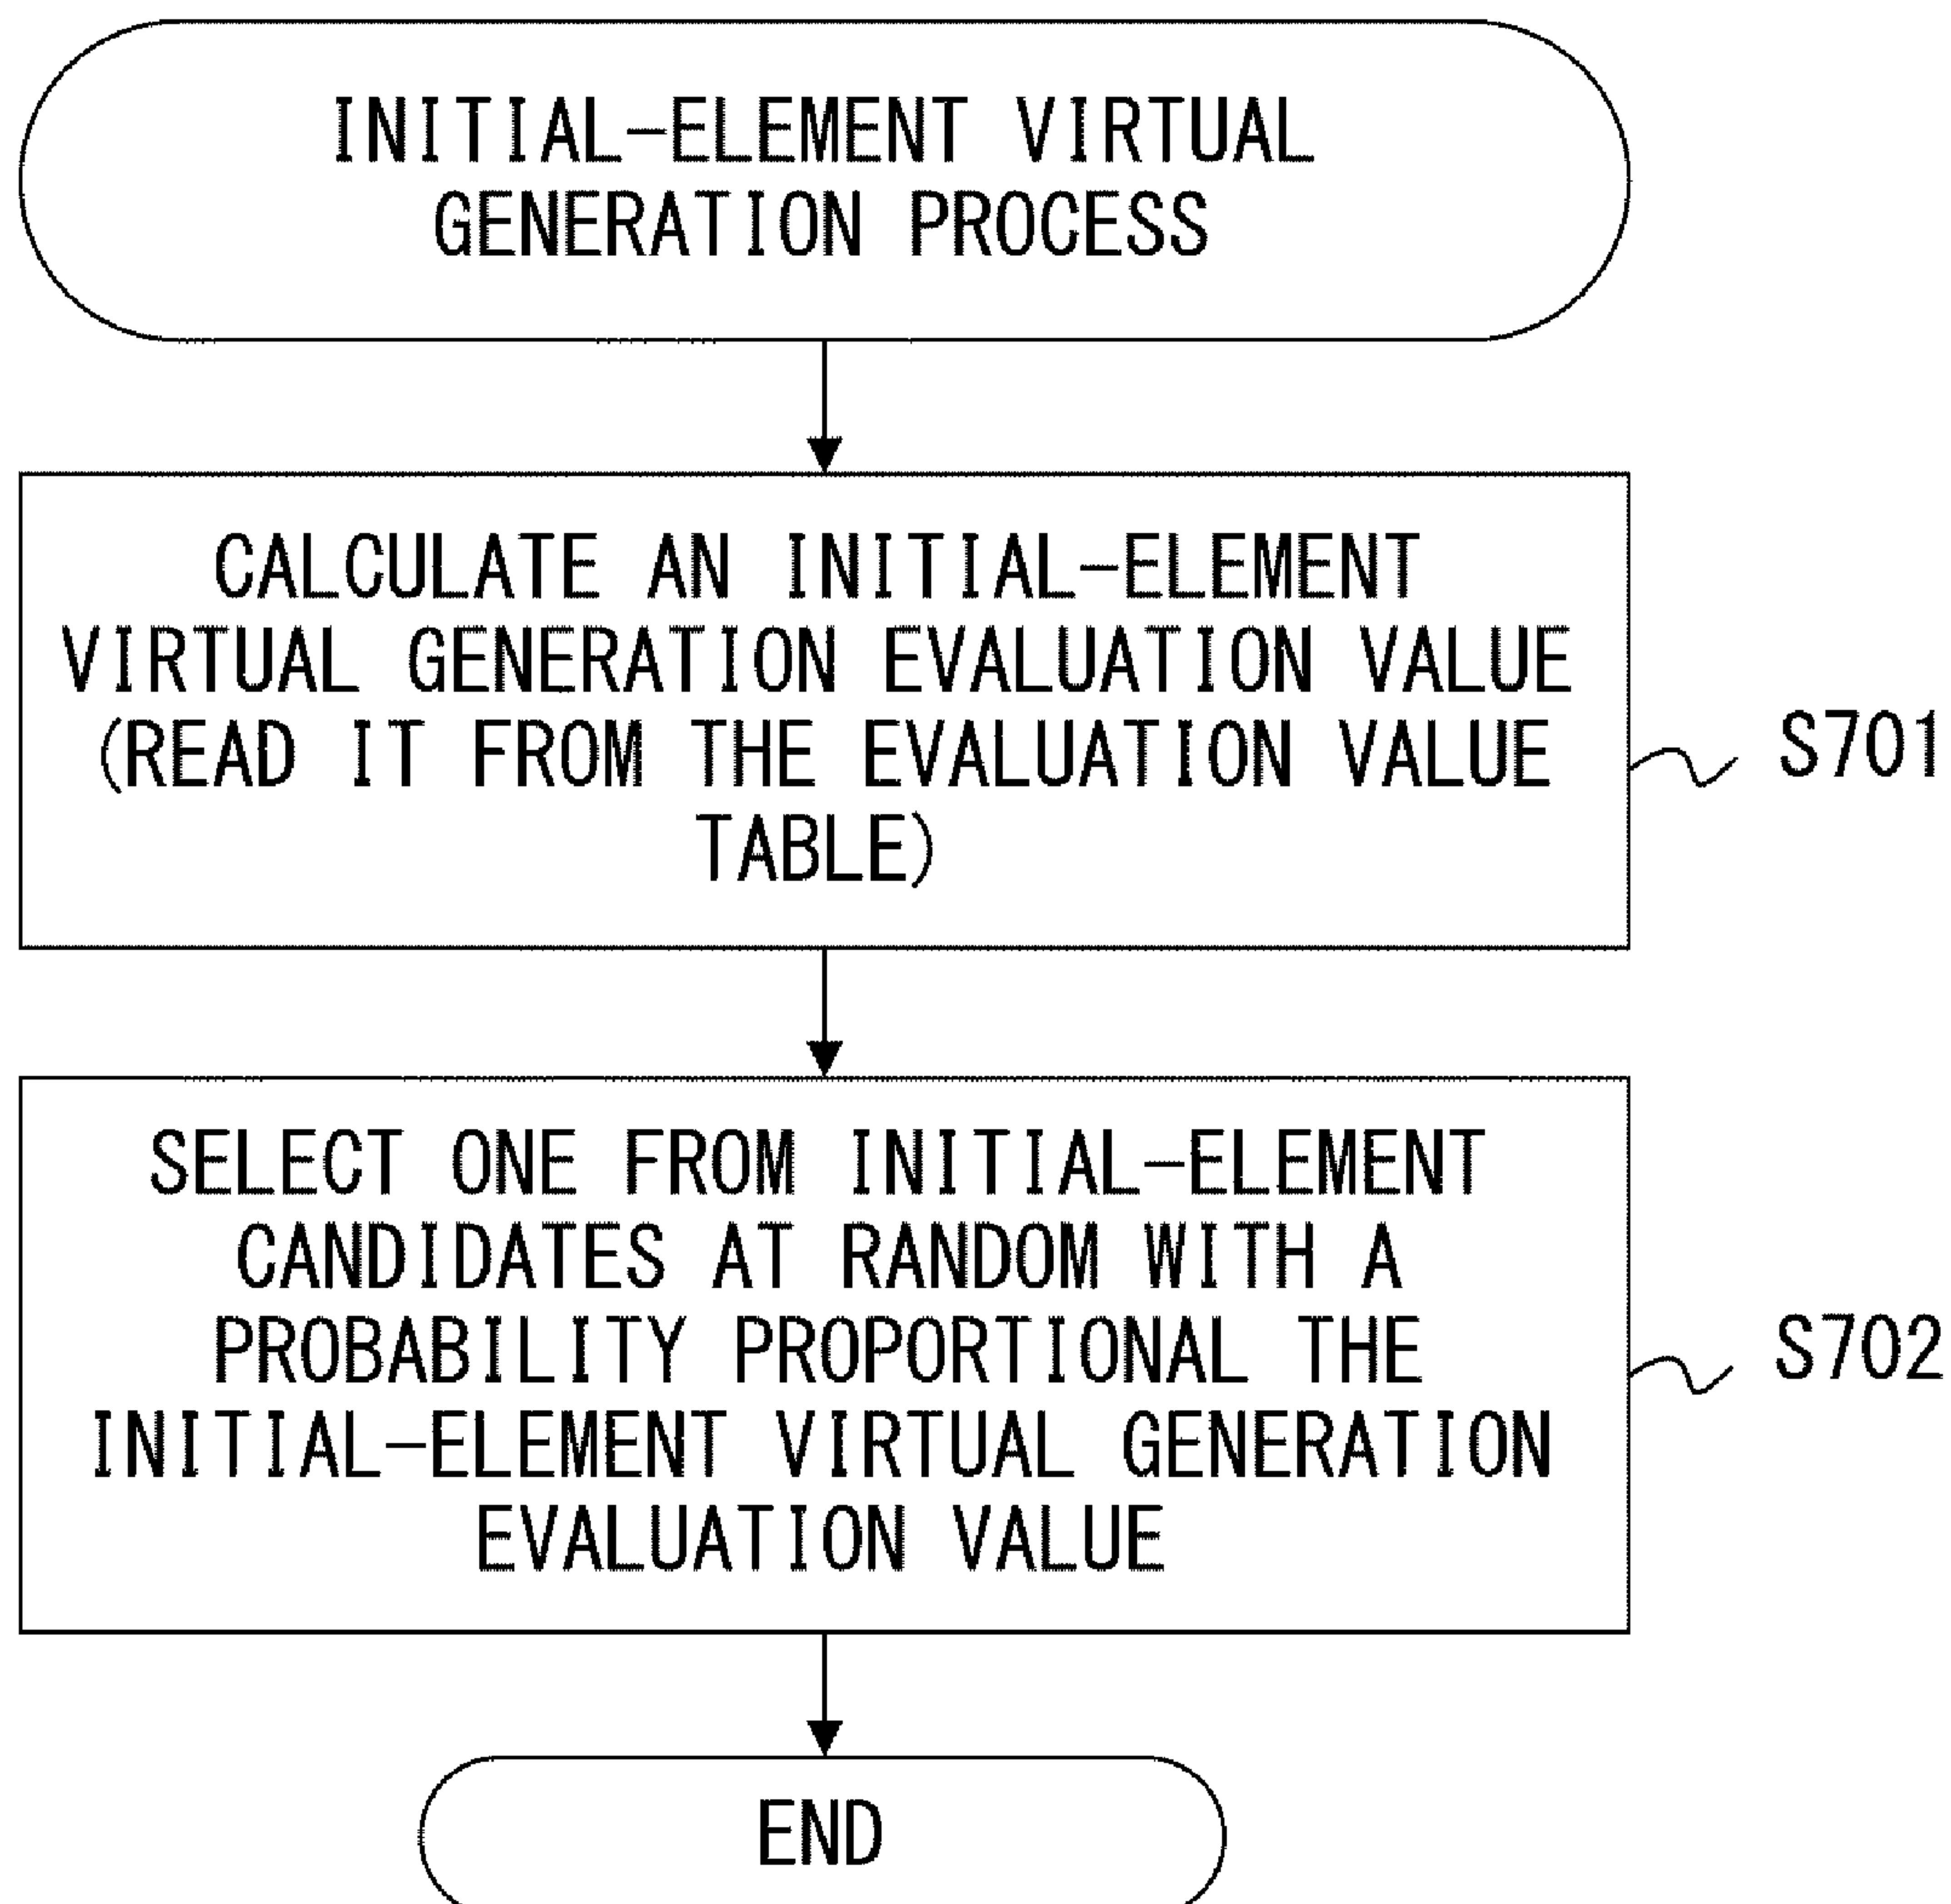 INITIAL-ELEMENT VIRTUAL
GENERATION PROCESS
CALCULATE AN INITIAL-ELEMENT
VIRTUAL GENERATION EVALUATION VALUE
(READ IT FROM THE EVALUATION VALUE
TABLE)
S701
SELECT ONE FROM INITIAL-ELEMENT
CANDIDATES AT RANDOM WITH A
PROBABILITY PROPORTIONAL THE
INITIAL-ELEMENT VIRTUAL GENERATION
EVALUATION VALUE
S702
END